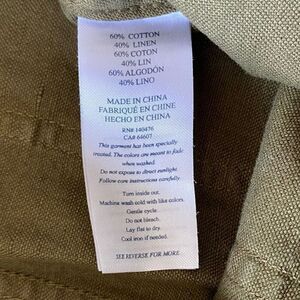 60% COTTON
40% LINEN
60% COTON
40% LIN
60% ALGODÓN
40% LINO
MADE IN CHINA
FABRIQUÉ EN CHINE
HECHO EN CHINA
RN# 140476
CA# 64607
This garment has been specially
treated. The colors are meant to fade
when washed.
Do not expose to direct sunlight.
Follow care instructions carefully.
Turn inside out.
Machine wash cold with like colors.
Gentle cycle.
Do not bleach.
Lay flat to dry.
Cool iron if needed.
SEE REVERSE FOR MORE